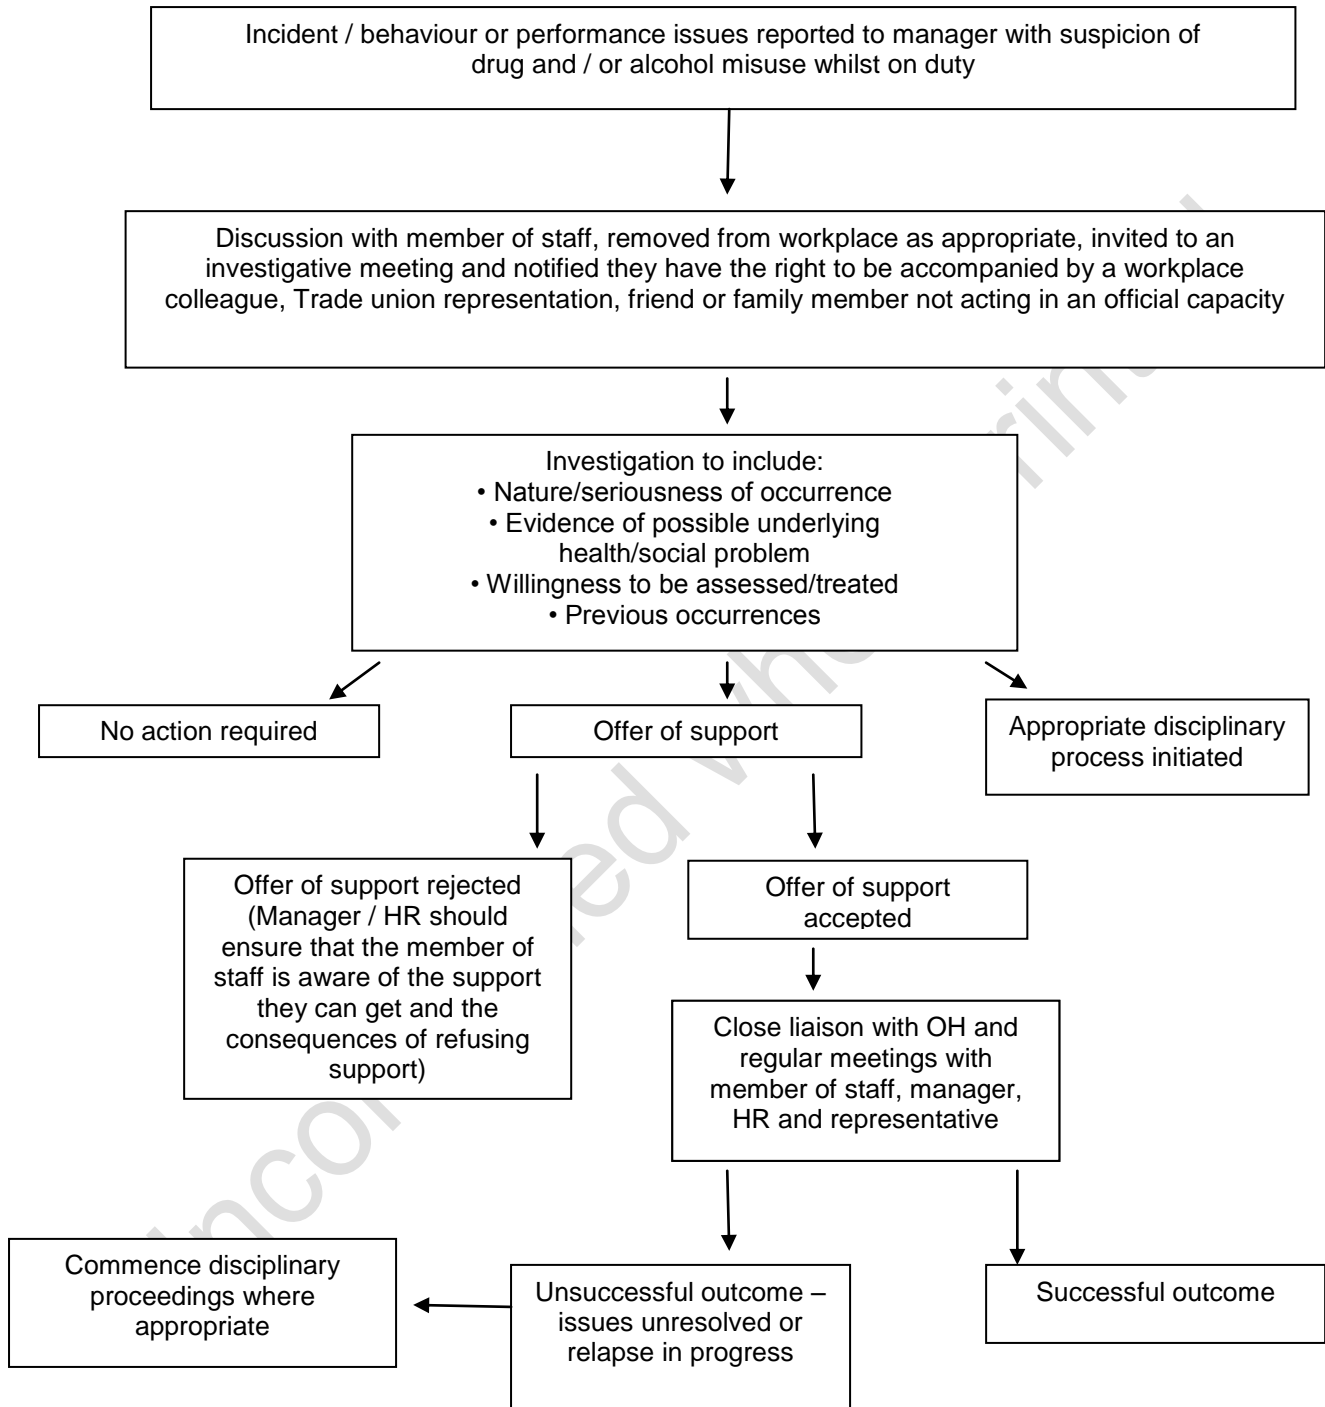 Incident / behaviour or performance issues reported to manager with suspicion of
drug and / or alcohol misuse whilst on duty
Discussion with member of staff, removed from workplace as appropriate, invited to an
investigative meeting and notified they have the right to be accompanied by a workplace
colleague, Trade union representation, friend or family member not acting in an official capacity
Investigation to include:
• Nature/seriousness of occurrence
• Evidence of possible underlying
health/social problem
• Willingness to be assessed/treated
• Previous occurrences
No action required
Offer of support
Appropriate disciplinary
process initiated
Offer of support rejected
(Manager / HR should
ensure that the member of
staff is aware of the support
they can get and the
consequences of refusing
support)
Offer of support
accepted
Close liaison with OH and
regular meetings with
member of staff, manager,
HR and representative
Commence disciplinary
proceedings where
appropriate
Unsuccessful outcome –
issues unresolved or
relapse in progress
Successful outcome